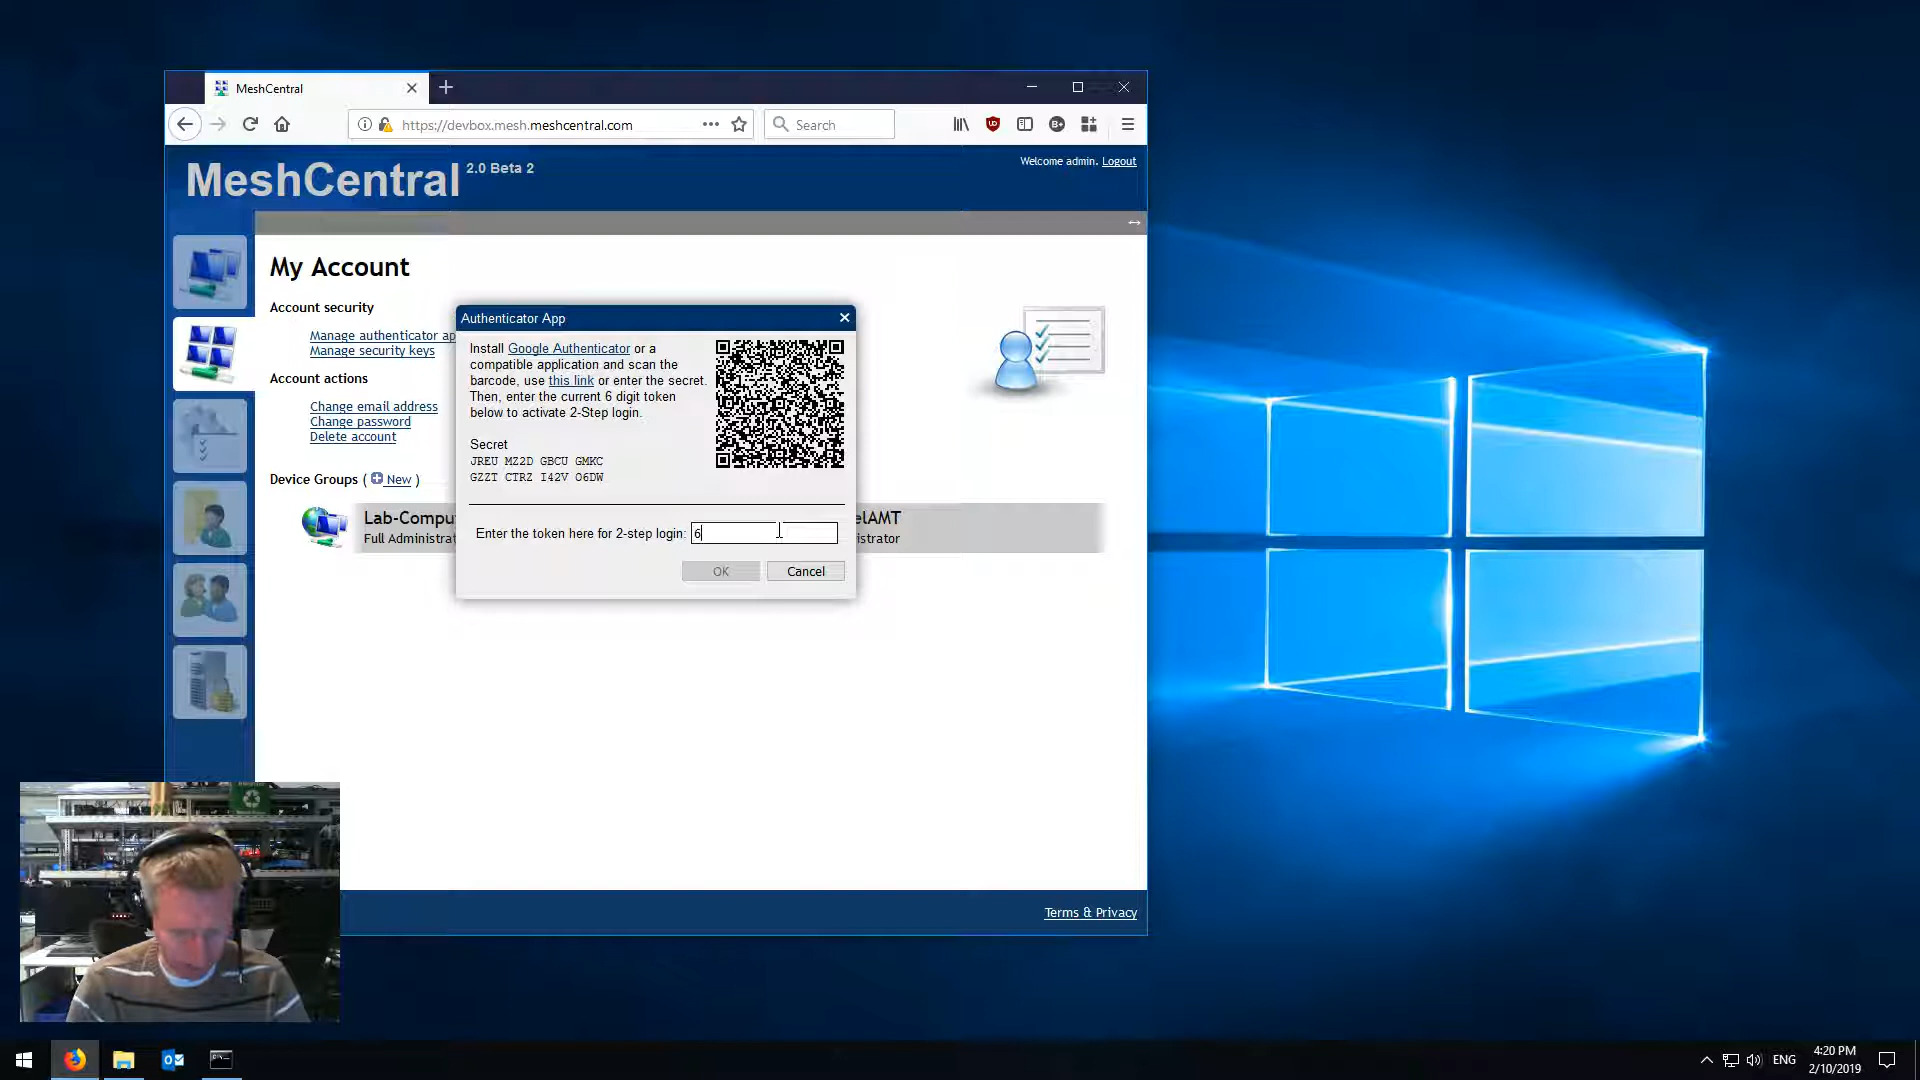 MeshCentral
https://devbox.mesh.meshcentral.com
Search
MeshCentral 2.0 Beta 2
Welcome admin. Logout
My Account
Account security
Manage authenticator ap
Manage security keys
Account actions
Change email address
Change password
Delete account
Device Groups ( New )
Lab-Compu
Full Administrat
elAMT
istrator
Authenticator App
Install Google Authenticator or a
compatible application and scan the
barcode, use this link or enter the secret.
Then, enter the current 6 digit token
below to activate 2-Step login.
Secret
JREU MZ2D GBCU GMKC
GZZT CTRZ I42V O6DW
Enter the token here for 2-step login: 6
OK
Cancel
Terms & Privacy
ENG
4:20 PM
2/10/2019